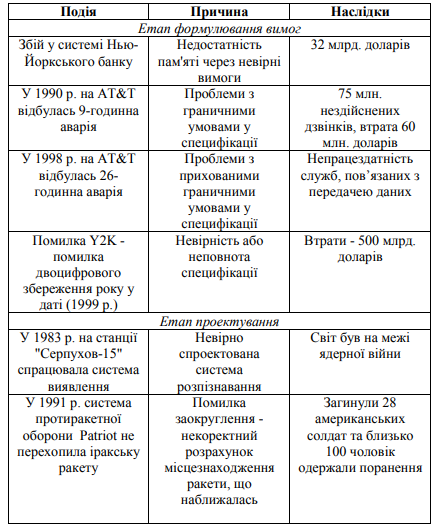 Подія Причина Наслідки
Етап формулювання вимог
Збій у системі Нью-
Йоркського банку
Недостатність
пам'яті через невірні
вимоги
32 млрд. доларів
У 1990 р. на AT&T
відбулась 9-годинна
аварія
Проблеми з
граничними
умовами у
специфікації
75 млн.
нездійснених
дзвінків, втрата 60
млн. доларів
У 1998 р. на AT&T
відбулась 26-
годинна аварія
Проблеми з
прихованими
граничними
умовами у
специфікації
Непрацездатність
служб, пов’язаних з
передачею даних
Помилка Y2K -
помилка
двоцифрового
збереження року у
даті (1999 р.)
Невірність або
неповнота
специфікації
Втрати - 500 млрд.
доларів
Етап проектування
У 1983 р. на станції
"Серпухов-15"
спрацювала система
виявлення
Невірно
спроектована
система
розпізнавання
Світ був на межі
ядерної війни
У 1991 р. система
протиракетної
оборони Patriot не
перехопила іракську
ракету
Помилка
заокруглення -
некоректний
розрахунок
місцезнаходження
ракети, що
наближалась
Загинули 28
американських
солдат та близько
100 чоловік
одержали поранення